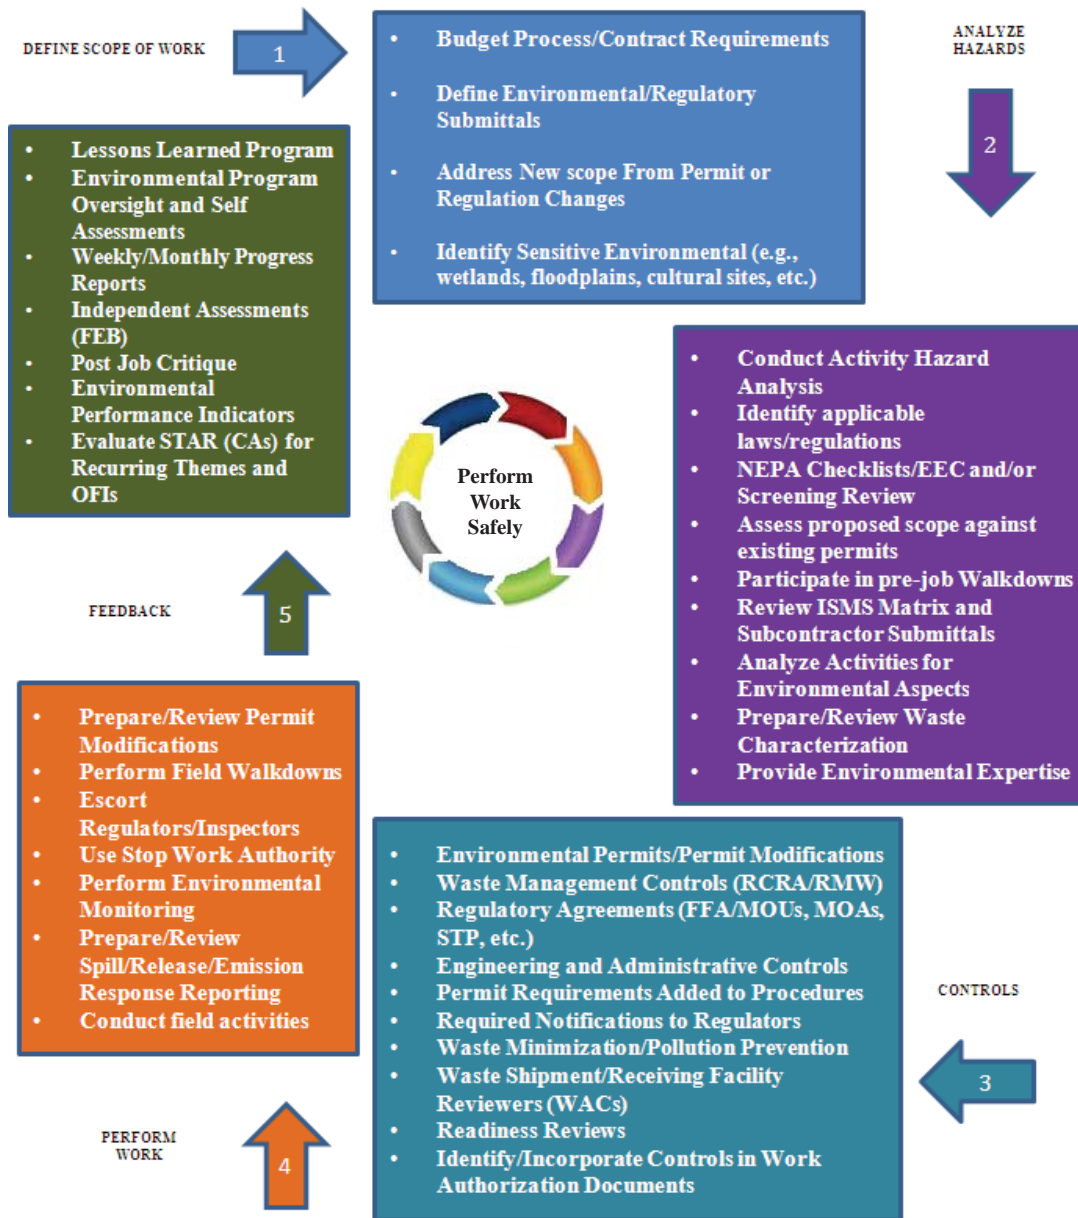 DEFINE SCOPE OF WORK
1
• Budget Process/Contract Requirements
• Define Environmental/Regulatory
Submittals
• Address New scope From Permit or
Regulation Changes
• Identify Sensitive Environmental (e.g.,
wetlands, floodplains, cultural sites, etc.)
ANALYZE
HAZARDS
2
• Conduct Activity Hazard
Analysis
• Identify applicable
laws/regulations
• NEPA Checklists/EEC and/or
Screening Review
• Assess proposed scope against
existing permits
• Participate in pre-job Walkdowns
• Review ISMS Matrix and
Subcontractor Submittals
• Analyze Activities for
Environmental Aspects
• Prepare/Review Waste
Characterization
• Provide Environmental Expertise
CONTROLS
3
• Environmental Permits/Permit Modifications
• Waste Management Controls (RCRA/RMW)
• Regulatory Agreements (FFA/MOUs, MOAs,
STP, etc.)
• Engineering and Administrative Controls
• Permit Requirements Added to Procedures
• Required Notifications to Regulators
• Waste Minimization/Pollution Prevention
• Waste Shipment/Receiving Facility
Reviewers (WACs)
• Readiness Reviews
• Identify/Incorporate Controls in Work
Authorization Documents
PERFORM
WORK
4
• Prepare/Review Permit
Modifications
• Perform Field Walkdowns
• Escort
Regulators/Inspectors
• Use Stop Work Authority
• Perform Environmental
Monitoring
• Prepare/Review
Spill/Release/Emission
Response Reporting
• Conduct field activities
FEEDBACK
5
• Lessons Learned Program
• Environmental Program
Oversight and Self
Assessments
• Weekly/Monthly Progress
Reports
• Independent Assessments
(FEB)
• Post Job Critique
• Environmental
Performance Indicators
• Evaluate STAR (CAs) for
Recurring Themes and
OFIs
Perform
Work
Safely